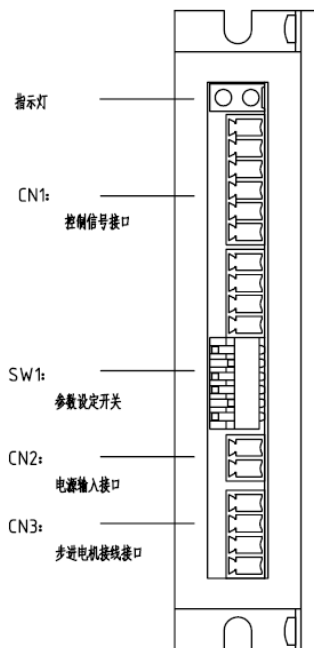 指示灯
CN1:
控制信号接口
SW1:
参数设定开关
CN2:
电源输入接口
CN3:
步进电机接线接口